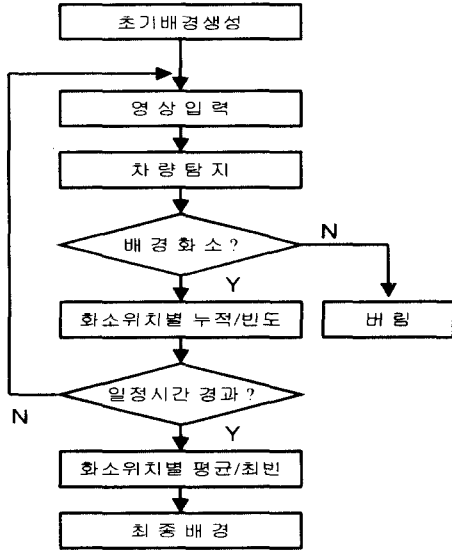 초기배경생성
영상입력
차량탐지
배경화소?
N
Y
화소위치별 누적/빈도
버림
일정시간 경과?
N
Y
화소위치별 평균/최빈
최종배경